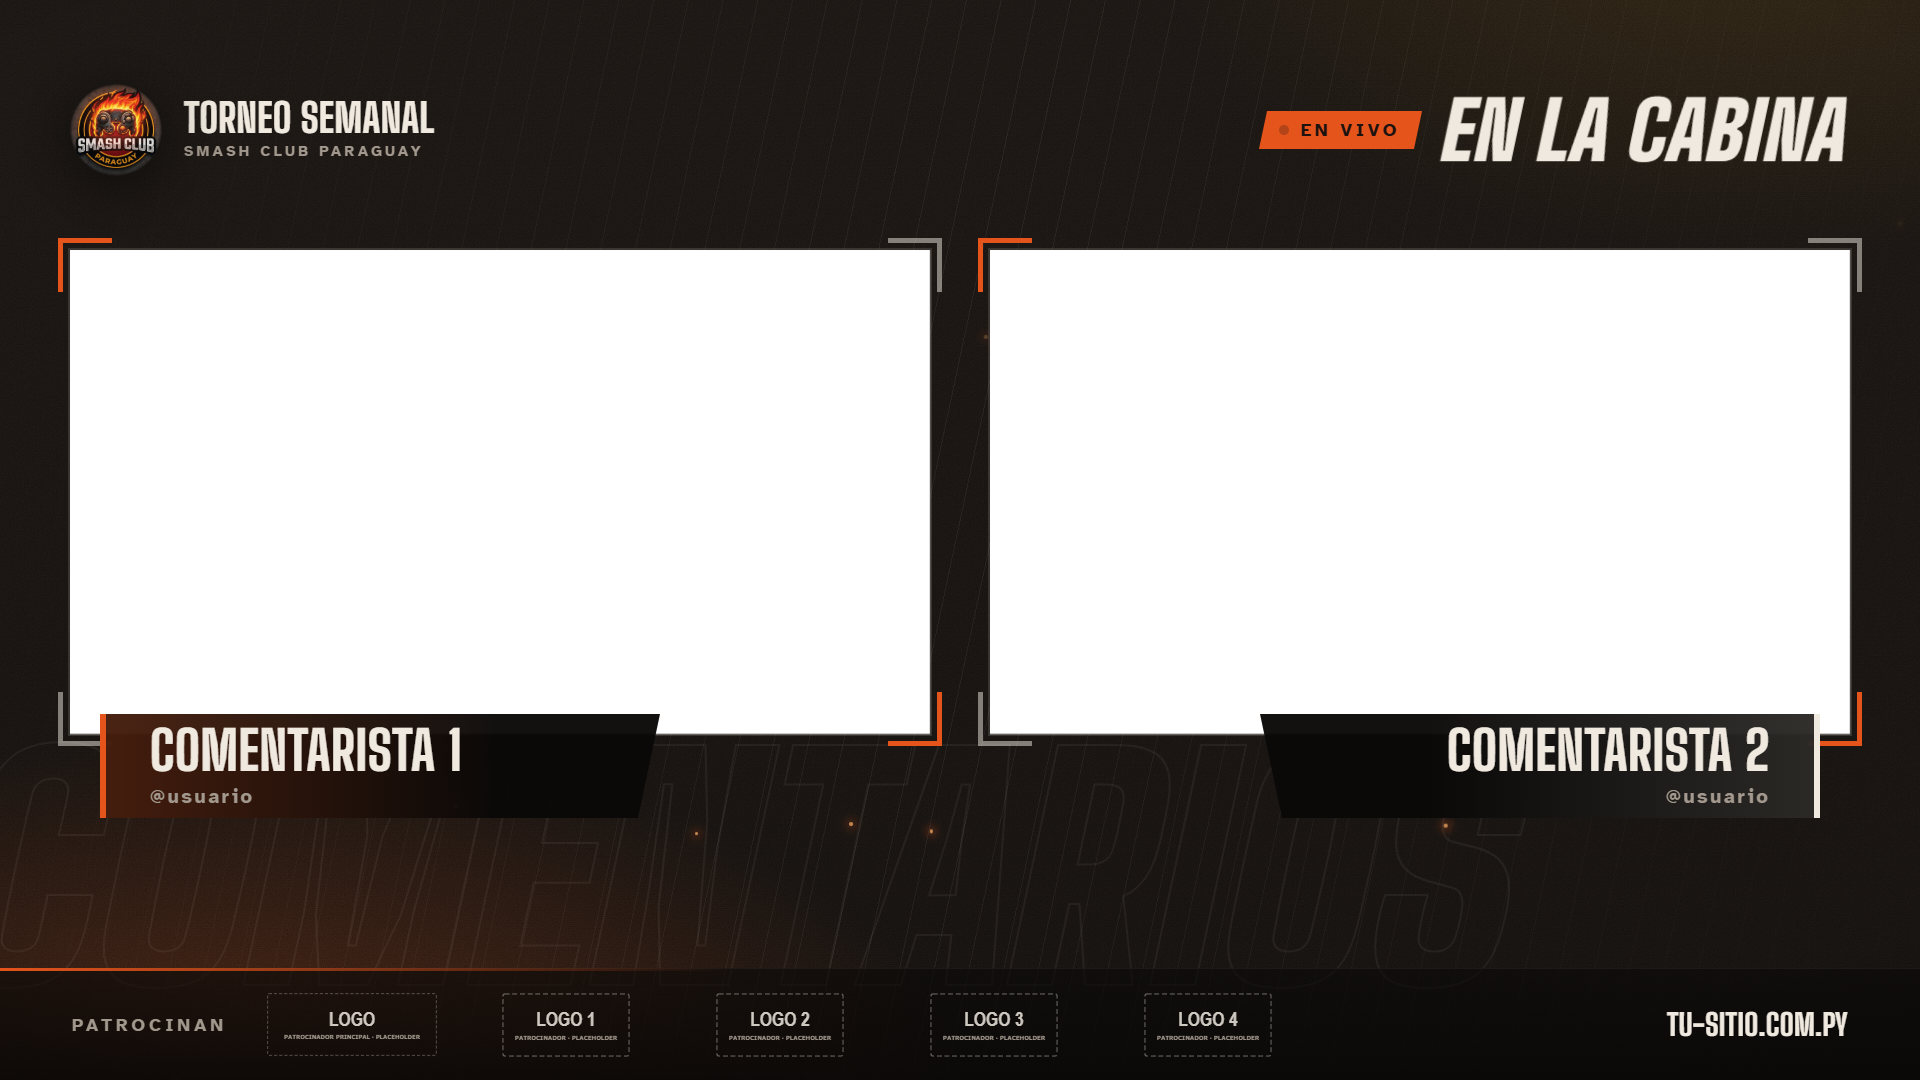 SMASH CLUB
PARAGUAY
TORNEO SEMANAL
SMASH CLUB PARAGUAY
EN VIVO
EN LA CABINA
COMENTARISTA 1
@usuario
COMENTARISTA 2
@usuario
COMENTARIOS
PATROCINAN
LOGO
PATROCINADOR PRINCIPAL · PLACEHOLDER
LOGO 1
PATROCINADOR · PLACEHOLDER
LOGO 2
PATROCINADOR · PLACEHOLDER
LOGO 3
PATROCINADOR · PLACEHOLDER
LOGO 4
PATROCINADOR · PLACEHOLDER
TU-SITIO.COM.PY